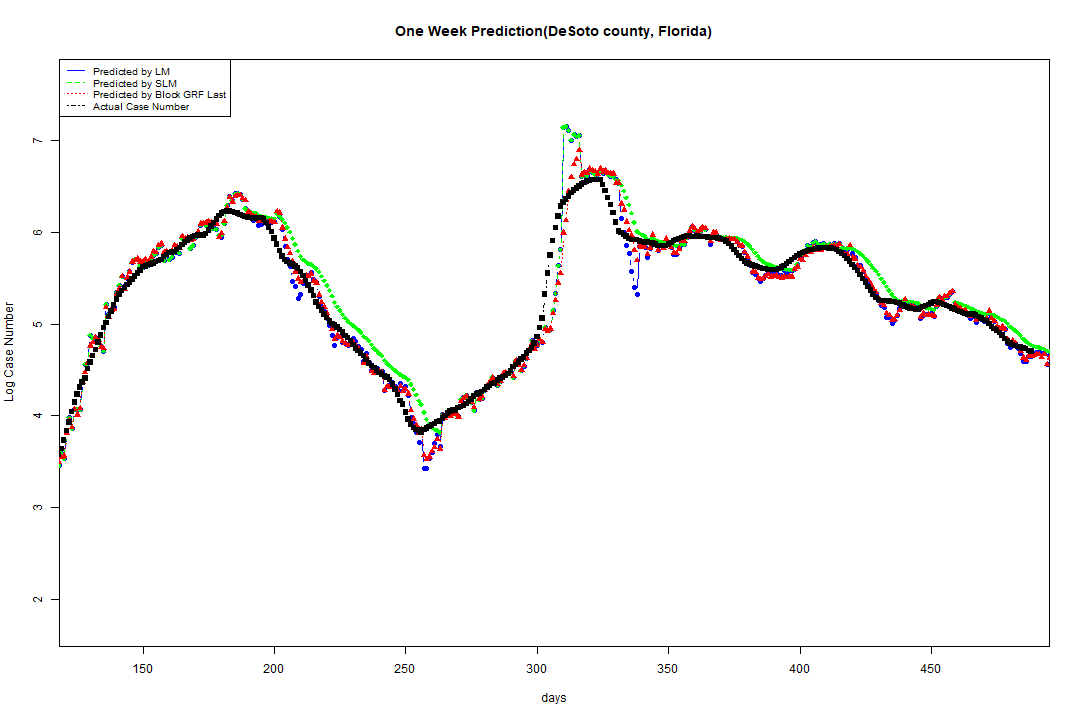 One Week Prediction(DeSoto county, Florida)
Predicted by LM
Predicted by SLM
Predicted by Block GRF Last
Actual Case Number
7
6
5
4
3
2
Log Case Number
150 200 250 300 350 400 450
days